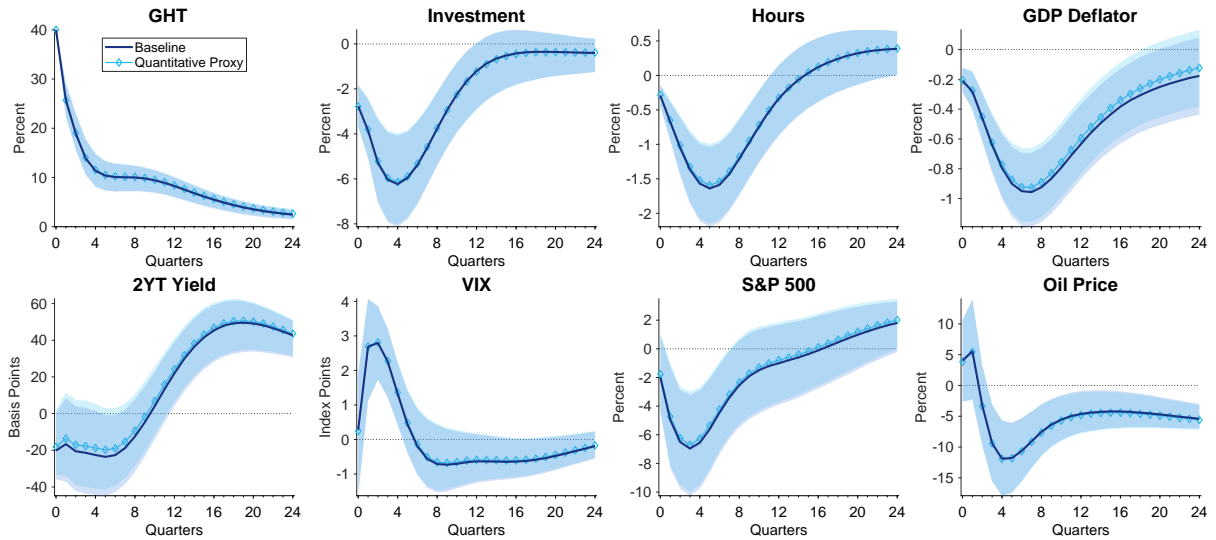 GHT
Percent
40
30
20
10
0
Baseline
Quantitative Proxy
0 4 8 12 16 20 24
Quarters
Investment
Percent
0
-2
-4
-6
-8
0 4 8 12 16 20 24
Quarters
Hours
Percent
0.5
0
-0.5
-1
-1.5
-2
0 4 8 12 16 20 24
Quarters
GDP Deflator
Percent
0
-0.2
-0.4
-0.6
-0.8
-1
0 4 8 12 16 20 24
Quarters
2YT Yield
Basis Points
60
40
20
0
-20
-40
0 4 8 12 16 20 24
Quarters
VIX
Index Points
4
3
2
1
0
-1
0 4 8 12 16 20 24
Quarters
S&P 500
Percent
2
0
-2
-4
-6
-8
-10
0 4 8 12 16 20 24
Quarters
Oil Price
Percent
10
5
0
-5
-10
-15
0 4 8 12 16 20 24
Quarters